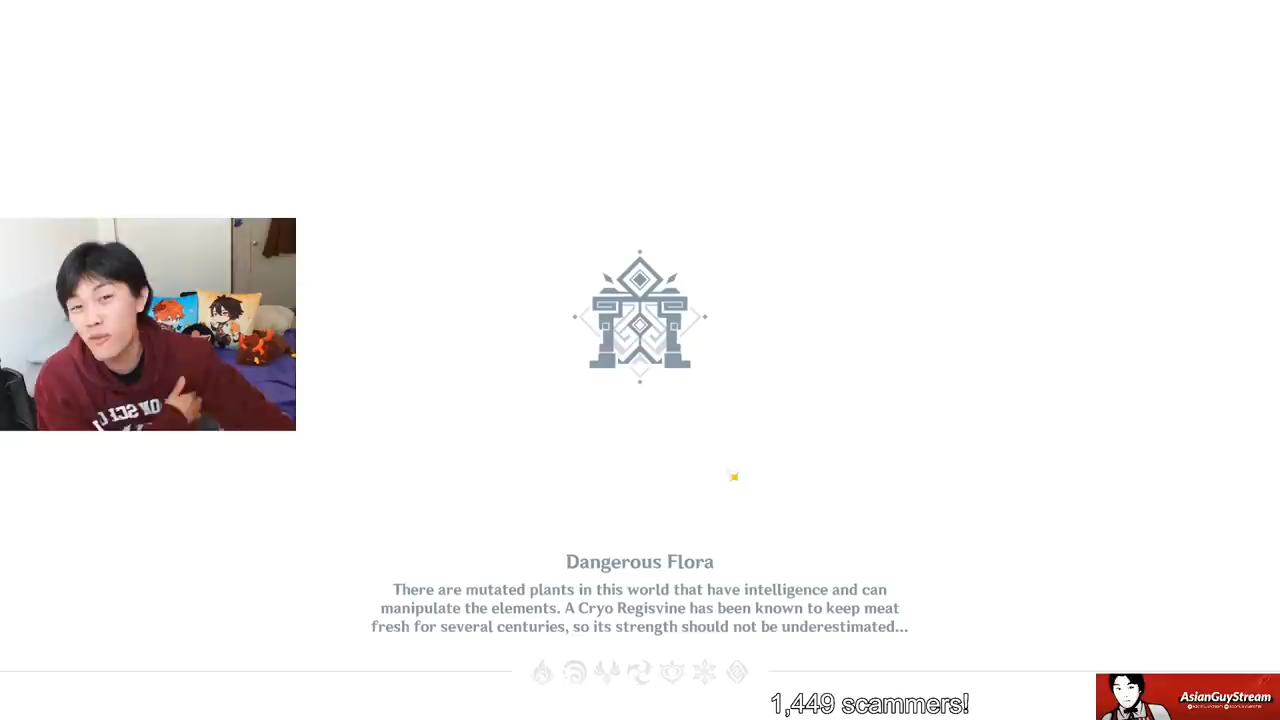 Dangerous Flora
There are mutated plants in this world that have intelligence and can
manipulate the elements. A Cryo Regisvine has been known to keep meat
fresh for several centuries, so its strength should not be underestimated...
1,449 scammers!
AsianGuyStream